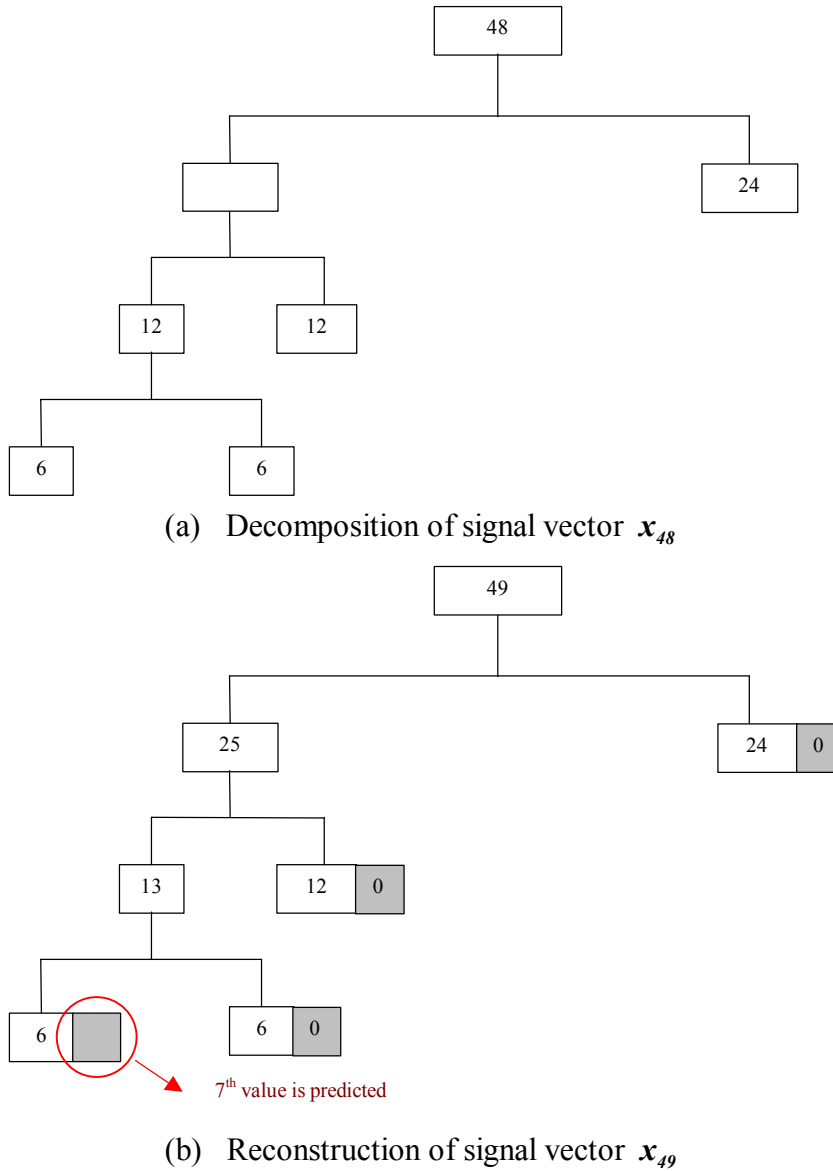 48
24
12 12
6 6
(a) Decomposition of signal vector x48
49
25 24 0
13 12 0
6 6 0
7th value is predicted
(b) Reconstruction of signal vector x49